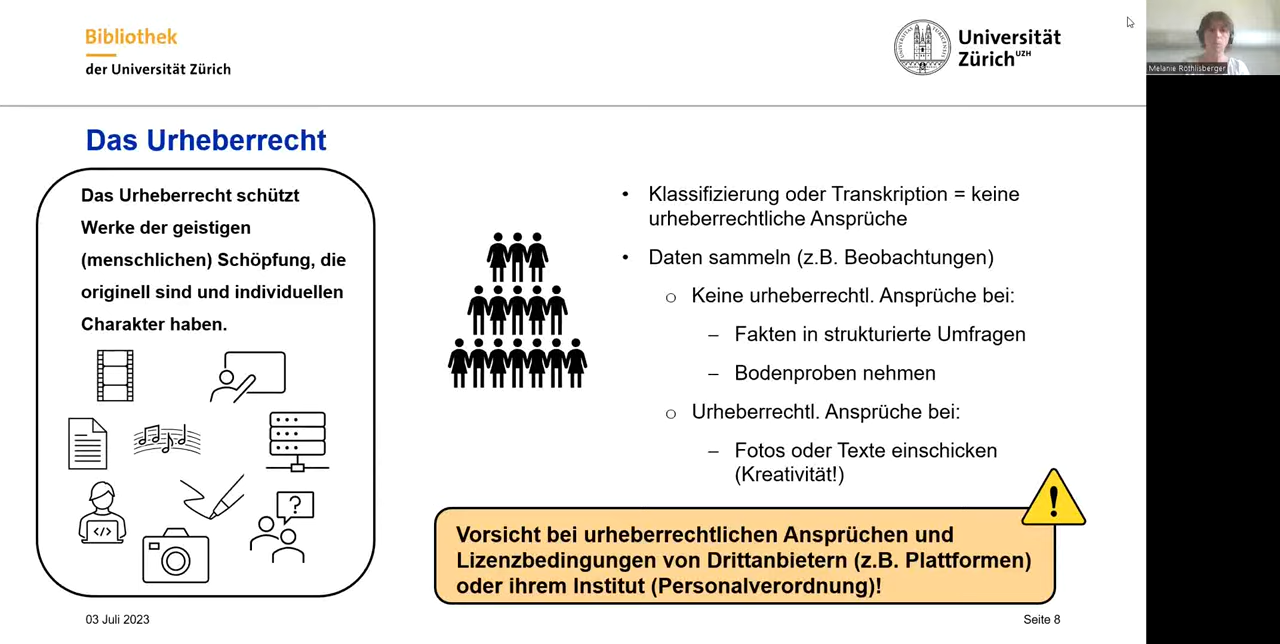 Bibliothek
der Universität Zürich
Universität
Zürich UZH
Melanie Röthlisberger
Das Urheberrecht
Das Urheberrecht schützt
Werke der geistigen
(menschlichen) Schöpfung, die
originell sind und individuellen
Charakter haben.
</>
?
• Klassifizierung oder Transkription = keine
urheberrechtliche Ansprüche
• Daten sammeln (z.B. Beobachtungen)
o Keine urheberrechtl. Ansprüche bei:
– Fakten in strukturierte Umfragen
– Bodenproben nehmen
o Urheberrechtl. Ansprüche bei:
– Fotos oder Texte einschicken
(Kreativität!)
!
Vorsicht bei urheberrechtlichen Ansprüchen und
Lizenzbedingungen von Drittanbietern (z.B. Plattformen)
oder ihrem Institut (Personalverordnung)!
03 Juli 2023
Seite 8